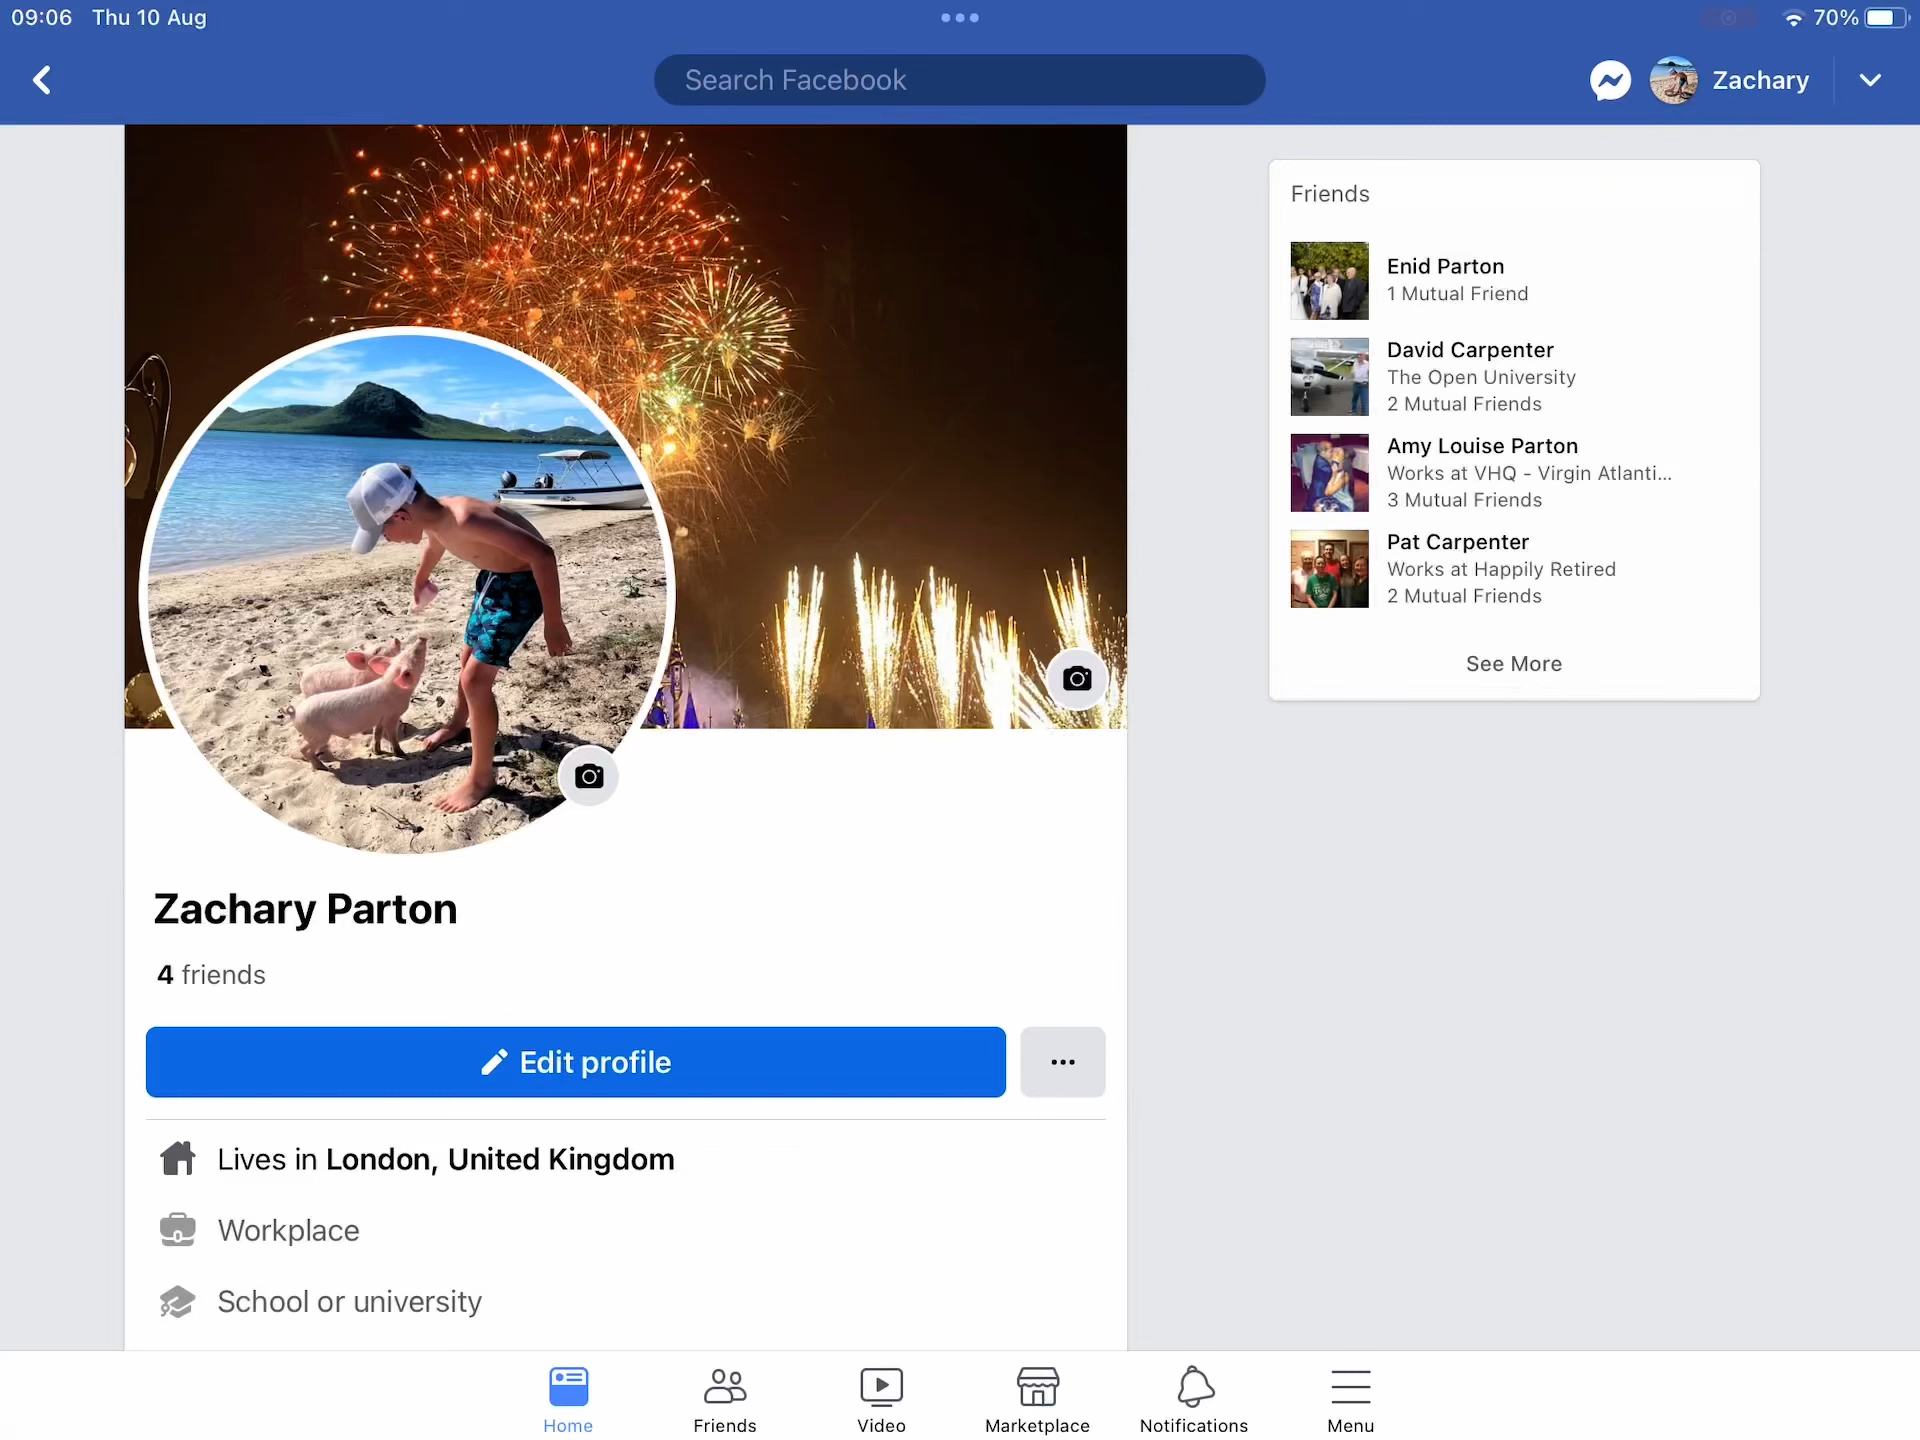 09:06 Thu 10 Aug
70%
Search Facebook
Zachary
Friends
Enid Parton
1 Mutual Friend
David Carpenter
The Open University
2 Mutual Friends
Amy Louise Parton
Works at VHQ - Virgin Atlanti...
3 Mutual Friends
Pat Carpenter
Works at Happily Retired
2 Mutual Friends
See More
Zachary Parton
4 friends
Edit profile
Lives in London, United Kingdom
Workplace
School or university
Home
Friends
Video
Marketplace
Notifications
Menu